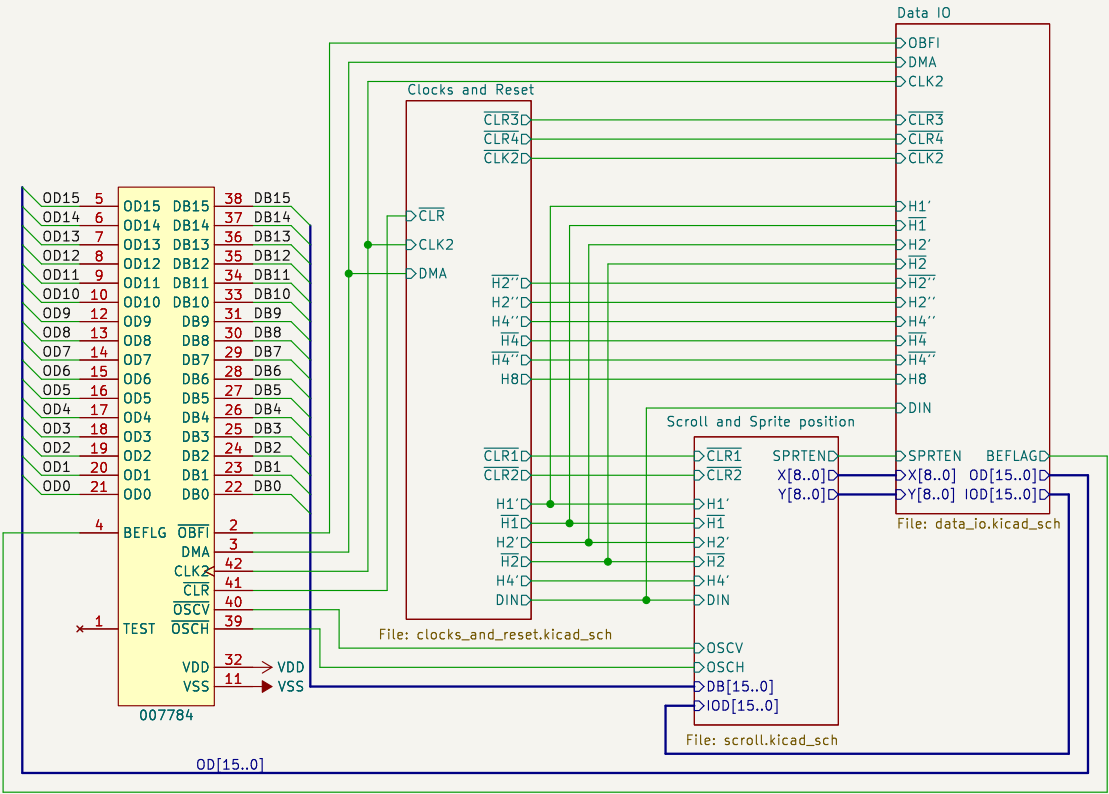 Data IO
OBFI
DMA
CLK2
CLR3
CLR4
CLK2
H1'
H1
H2'
H2
H2''
H2''
H4''
H4
H4''
H8
DIN
SPRTEN
X[8..0]
Y[8..0]
BEFLAG
OD[15..0]
IOD[15..0]
File: data_io.kicad_sch
Clocks and Reset
CLR3
CLR4
CLK2
CLR
CLK2
DMA
H2''
H2''
H4''
H4
H4''
H8
CLR1
CLR2
H1'
H1
H2'
H2
H4'
DIN
File: clocks_and_reset.kicad_sch
Scroll and Sprite position
CLR1
CLR2
H1'
H1
H2'
H2
H4'
DIN
OSCV
OSCH
DB[15..0]
IOD[15..0]
SPRTEN
X[8..0]
Y[8..0]
File: scroll.kicad_sch
OD15 5 OD15 DB15 38 DB15
OD14 6 OD14 DB14 37 DB14
OD13 7 OD13 DB13 36 DB13
OD12 8 OD12 DB12 35 DB12
OD11 9 OD11 DB11 34 DB11
OD10 10 OD10 DB10 33 DB10
OD9 12 OD9 DB9 31 DB9
OD8 13 OD8 DB8 30 DB8
OD7 14 OD7 DB7 29 DB7
OD6 15 OD6 DB6 28 DB6
OD5 16 OD5 DB5 27 DB5
OD4 17 OD4 DB4 26 DB4
OD3 18 OD3 DB3 25 DB3
OD2 19 OD2 DB2 24 DB2
OD1 20 OD1 DB1 23 DB1
OD0 21 OD0 DB0 22 DB0
4 BEFLG OBFI 2
DMA 3
CLK2 42
CLR 41
OSCV 40
1 TEST OSCH 39
VDD 32 VDD
VSS 11 VSS
007784
OD[15..0]